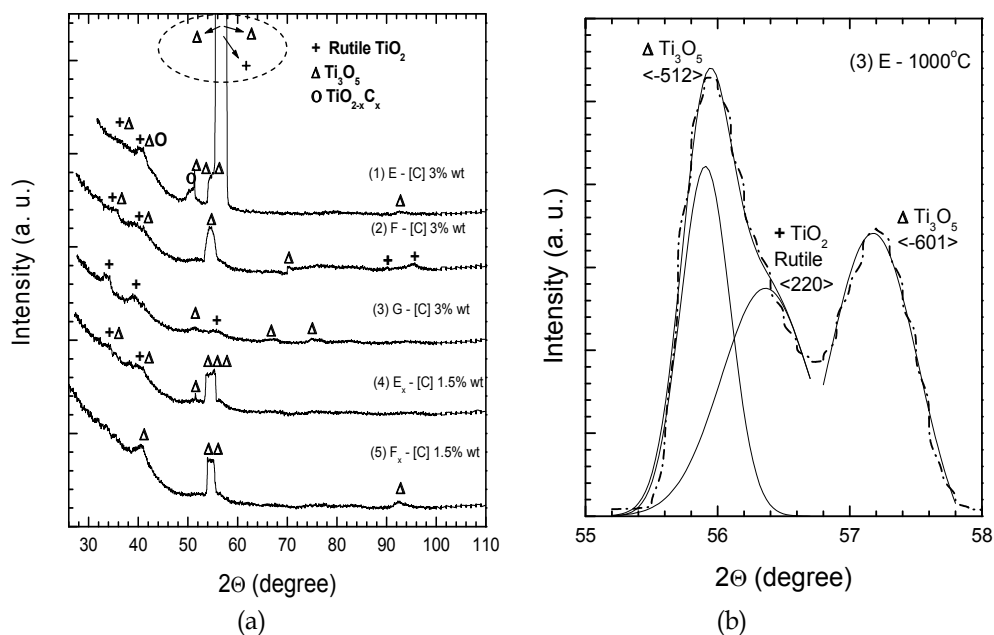 Δ
Δ
+
+ Rutile TiO₂
Δ Ti₃O₅
O TiO₂₋ₓCₓ
+Δ
+ΔO
O
Δ
Δ Δ
(1) E - [C] 3% wt
Δ
+Δ
+Δ
Δ
(2) F - [C] 3% wt
Δ
+
+
+
+
Δ
+
(3) G - [C] 3% wt
Δ
Δ
+Δ
+Δ
Δ
ΔΔΔ
(4) Eₓ - [C] 1.5% wt
Δ
ΔΔ
(5) Fₓ - [C] 1.5% wt
Δ
Intensity (a. u.)
30 40 50 60 70 80 90 100 110
2Θ (degree)
(a)
Δ Ti₃O₅
<-512>
(3) E - 1000°C
+ TiO₂
Rutile
<220>
Δ Ti₃O₅
<-601>
Intensity (a. u.)
55 56 57 58
2Θ (degree)
(b)